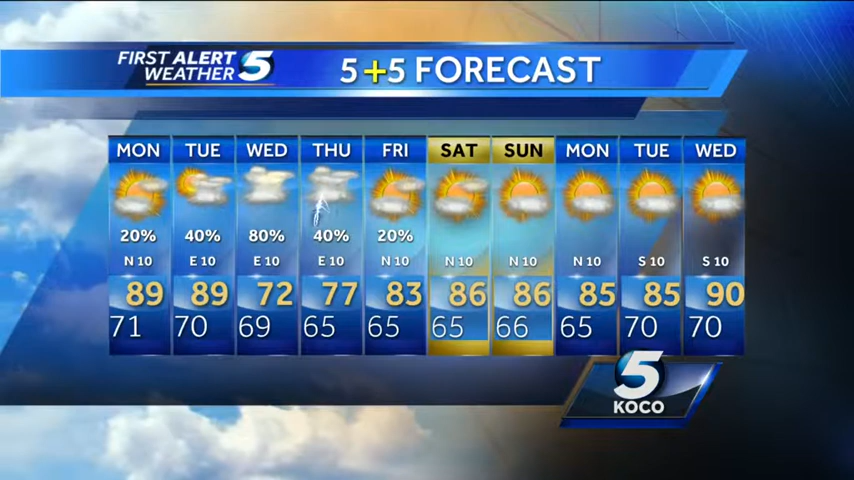 FIRST ALERT
WEATHER 5
5+5 FORECAST
MON TUE WED THU FRI SAT SUN MON TUE WED
20% 40% 80% 40% 20%
N 10 E 10 E 10 E 10 N 10 N 10 N 10 N 10 S 10 S 10
89 89 72 77 83 86 86 85 85 90
71 70 69 65 65 65 66 65 70 70
5
KOCO